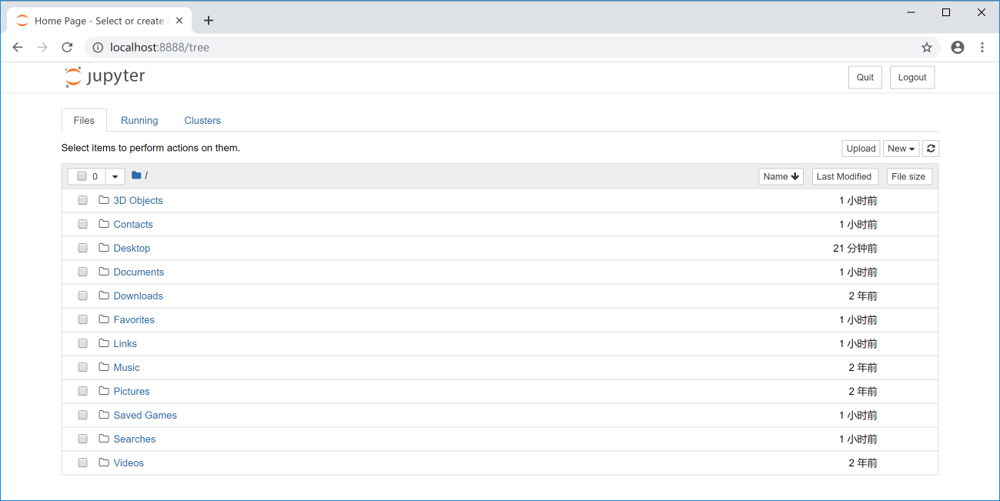 Home Page - Select or create
localhost:8888/tree
jupyter Quit Logout
Files Running Clusters
Select items to perform actions on them. Upload New
0 / Name Last Modified File size
3D Objects 1 小时前
Contacts 1 小时前
Desktop 21 分钟前
Documents 1 小时前
Downloads 2 年前
Favorites 1 小时前
Links 1 小时前
Music 2 年前
Pictures 2 年前
Saved Games 1 小时前
Searches 1 小时前
Videos 2 年前